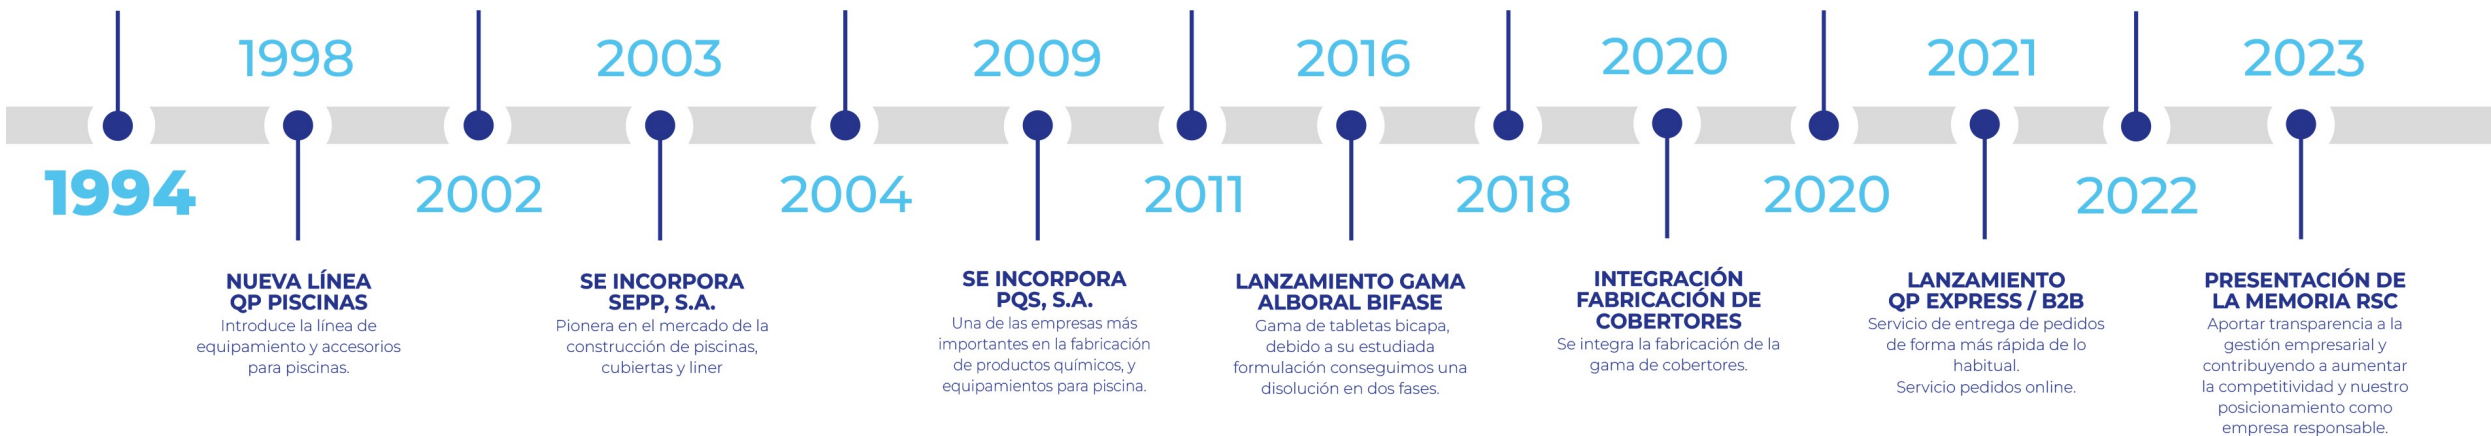 1998
2003
2009
2016
2020
2021
2023
1994
2002
2004
2011
2018
2020
2022
NUEVA LÍNEA
QP PISCINAS
Introduce la línea de
equipamiento y accesorios
para piscinas.
SE INCORPORA
SEPP, S.A.
Pionera en el mercado de la
construcción de piscinas,
cubiertas y liner
SE INCORPORA
PQS, S.A.
Una de las empresas más
importantes en la fabricación
de productos químicos, y
equipamientos para piscina.
LANZAMIENTO GAMA
ALBORAL BIFASE
Gama de tabletas bicapa,
debido a su estudiada
formulación conseguimos una
disolución en dos fases.
INTEGRACIÓN
FABRICACIÓN DE
COBERTORES
Se integra la fabricación de la
gama de cobertores.
LANZAMIENTO
QP EXPRESS / B2B
Servicio de entrega de pedidos
de forma más rápida de lo
habitual.
Servicio pedidos online.
PRESENTACIÓN DE
LA MEMORIA RSC
Aportar transparencia a la
gestión empresarial y
contribuyendo a aumentar
la competitividad y nuestro
posicionamiento como
empresa responsable.